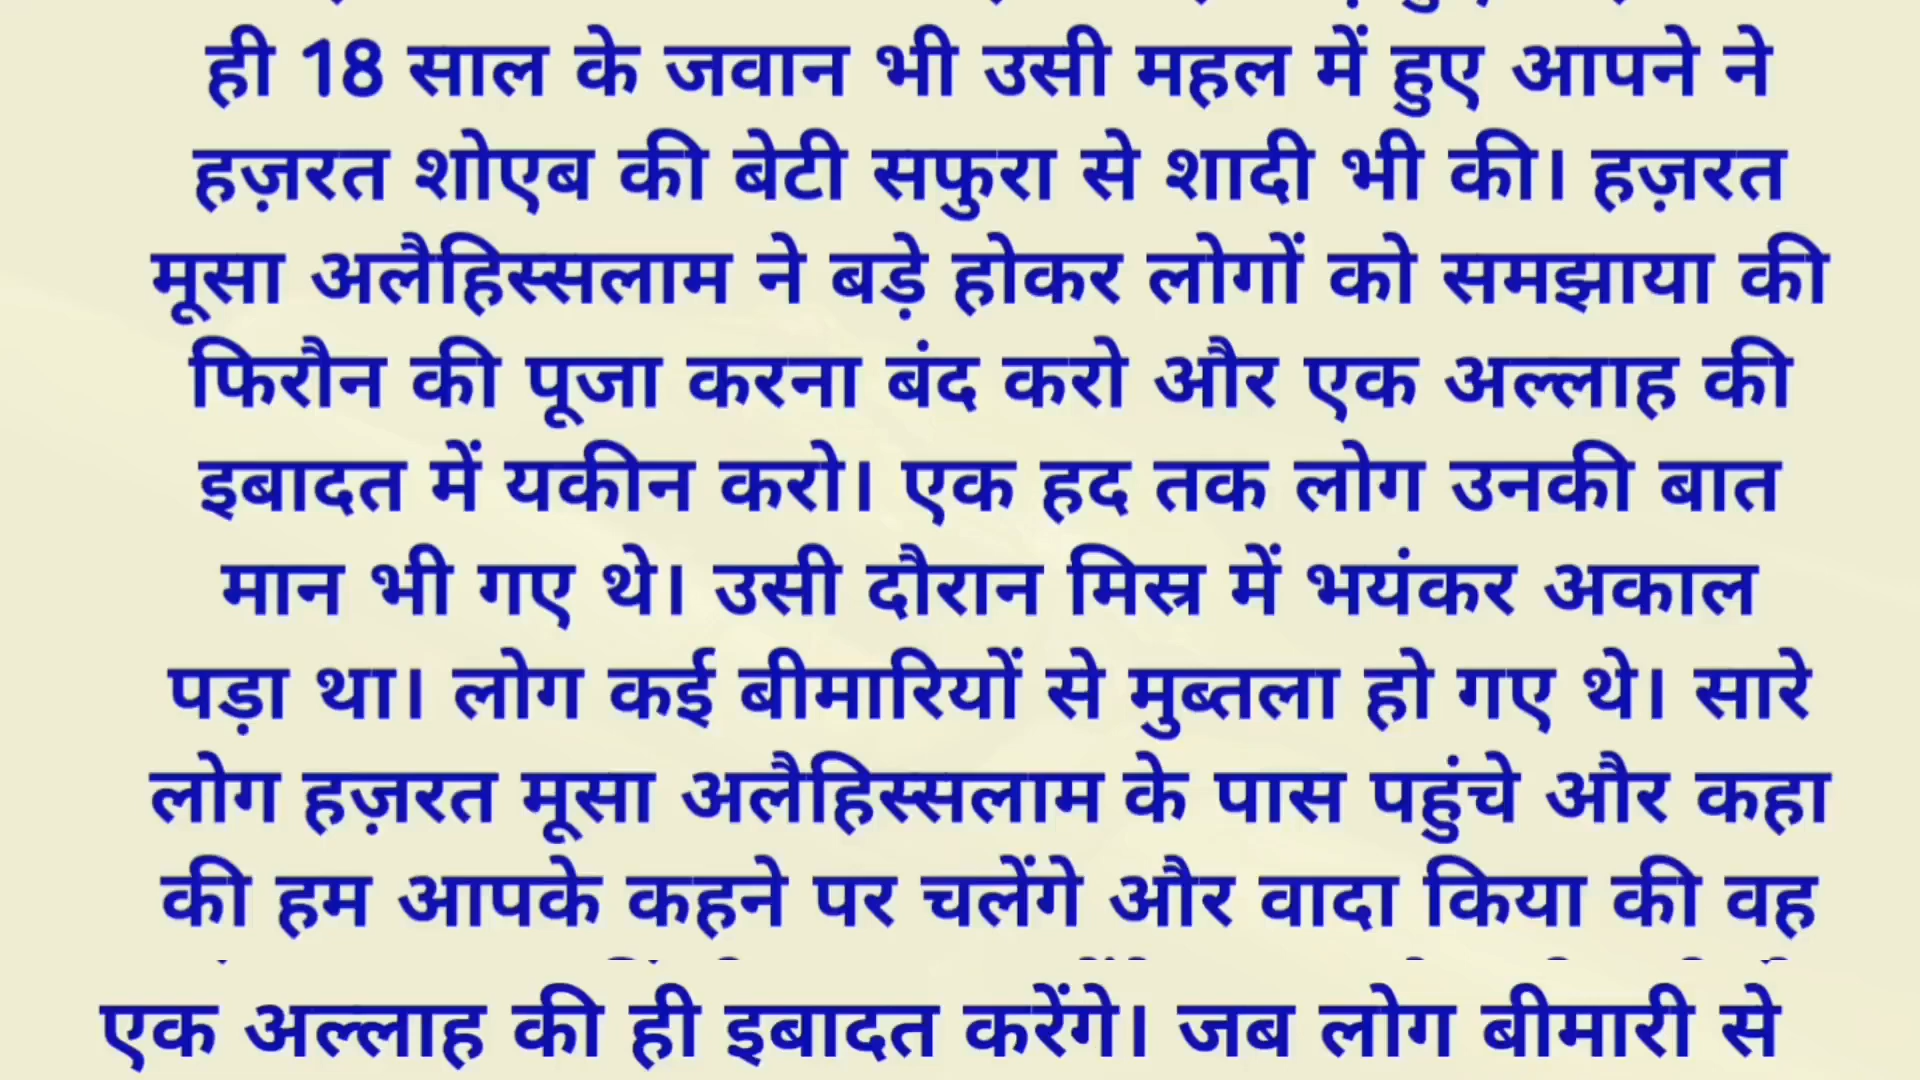 ही 18 साल के जवान भी उसी महल में हुए आपने ने
हज़रत शोएब की बेटी सफुरा से शादी भी की। हज़रत
मूसा अलैहिस्सलाम ने बड़े होकर लोगों को समझाया की
फिरौन की पूजा करना बंद करो और एक अल्लाह की
इबादत में यकीन करो। एक हद तक लोग उनकी बात
मान भी गए थे। उसी दौरान मिस्र में भयंकर अकाल
पड़ा था। लोग कई बीमारियों से मुब्तला हो गए थे। सारे
लोग हज़रत मूसा अलैहिस्सलाम के पास पहुंचे और कहा
की हम आपके कहने पर चलेंगे और वादा किया की वह
एक अल्लाह की ही इबादत करेंगे। जब लोग बीमारी से